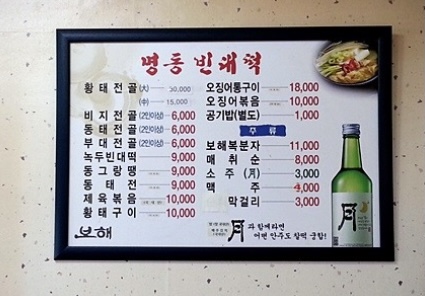 명동빈대떡
황태전골 (大) 30,000
(中) 15,000
비지전골 (2인이상) 6,000
동태전골 (2인이상) 6,000
부대전골 (2인이상) 6,000
녹두빈대떡 9,000
동그랑땡 9,000
동태전 9,000
제육볶음 10,000
황태구이 10,000
오징어통구이 18,000
오징어볶음 10,000
공기밥(별도) 1,000
주류
보해복분자 11,000
매취순 8,000
소주(月) 3,000
맥주 4,000
막걸리 3,000
보해
月과 함께라면
어떤 안주도 찰떡 궁합!
月